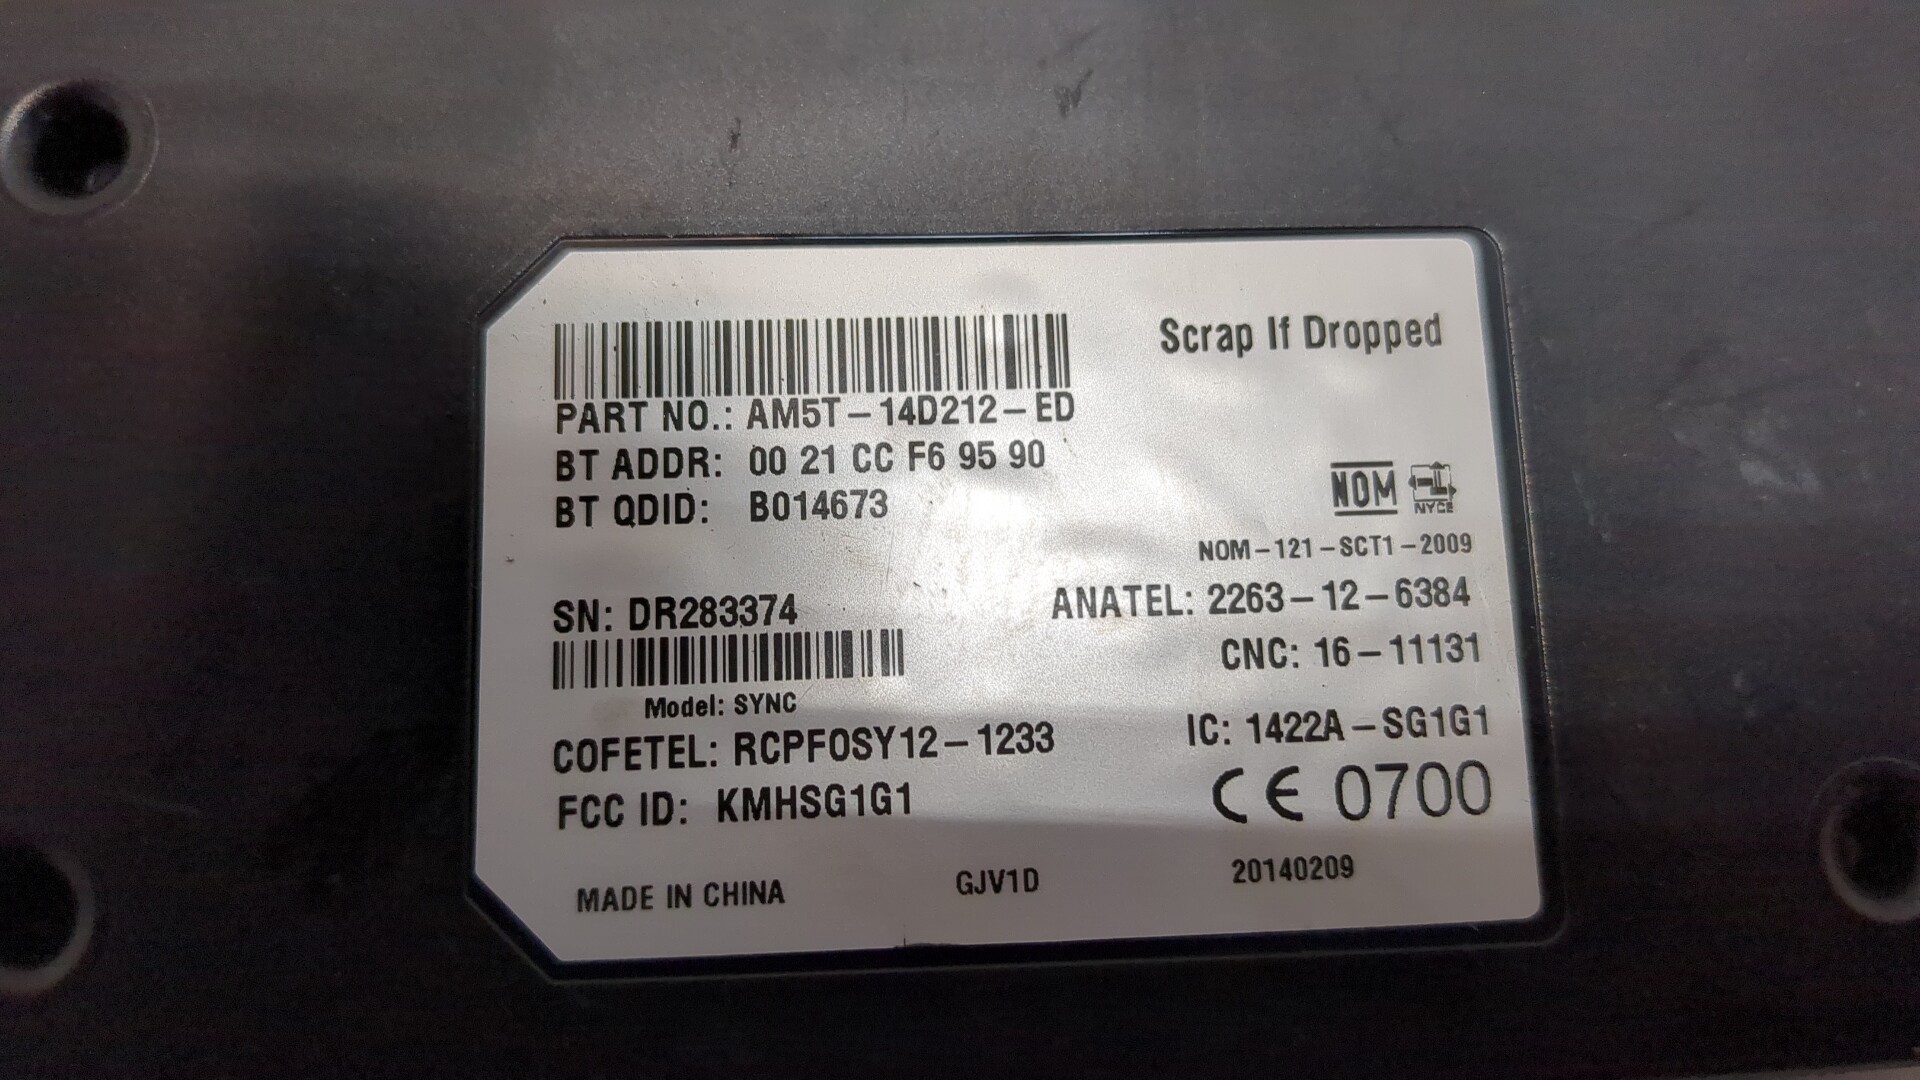 Scrap If Dropped
PART NO.: AM5T-14D212-ED
BT ADDR: 00 21 CC F6 95 90
BT QDID: B014673
NOM
NYCE
NOM-121-SCT1-2009
SN: DR283374
ANATEL: 2263-12-6384
CNC: 16-11131
Model: SYNC
COFETEL: RCPFOSY12-1233
IC: 1422A-SG1G1
FCC ID: KMHSG1G1
CE 0700
MADE IN CHINA
GJV1D
20140209